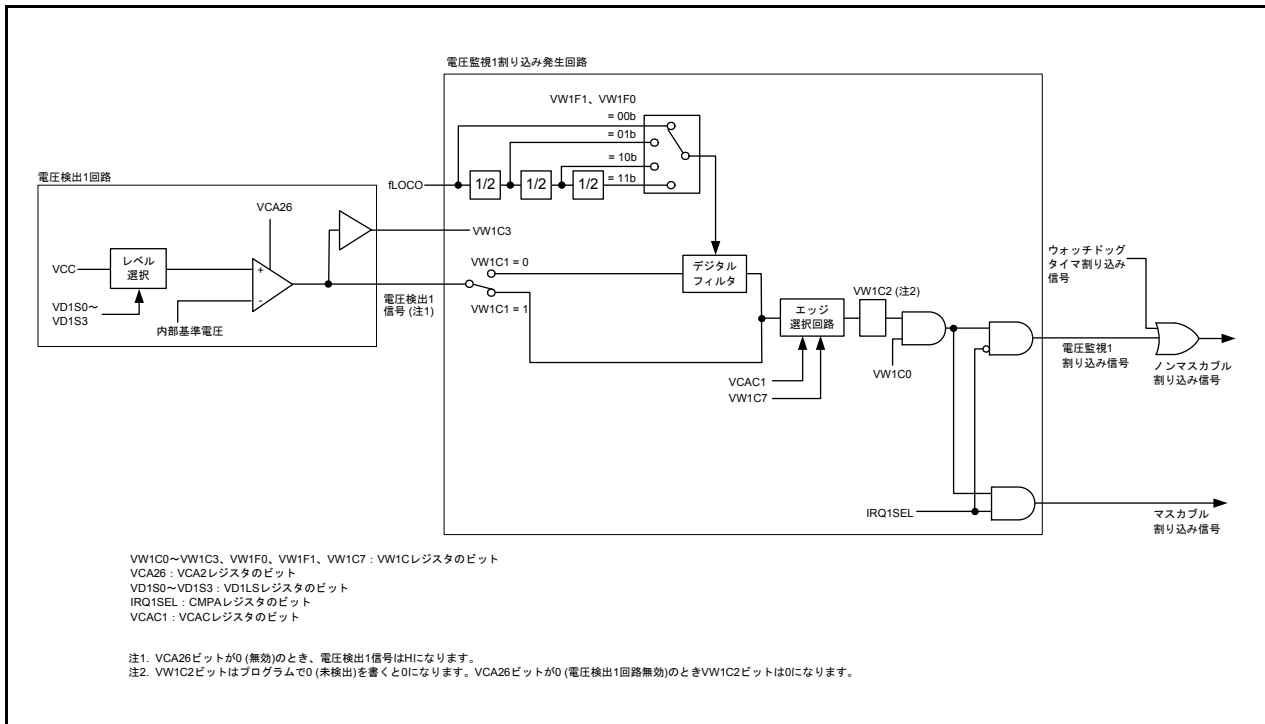 電圧監視1割り込み発生回路
VW1F1、VW1F0
= 00b
= 01b
= 10b
= 11b
fLOCO
1/2
1/2
1/2
電圧検出1回路
VCA26
VCC
レベル
選択
+
-
VD1S0～
VD1S3
内部基準電圧
VW1C3
VW1C1 = 0
VW1C1 = 1
電圧検出1
信号 (注1)
デジタル
フィルタ
エッジ
選択回路
VCAC1
VW1C7
VW1C2 (注2)
VW1C0
IRQ1SEL
ウォッチドッグ
タイマ割り込み
信号
電圧監視1
割り込み信号
ノンマスカブル
割り込み信号
マスカブル
割り込み信号
VW1C0～VW1C3、VW1F0、VW1F1、VW1C7：VW1Cレジスタのビット
VCA26：VCA2レジスタのビット
VD1S0～VD1S3：VD1LSレジスタのビット
IRQ1SEL：CMPAレジスタのビット
VCAC1：VCACレジスタのビット
注1. VCA26ビットが0 (無効)のとき、電圧検出1信号はHになります。
注2. VW1C2ビットはプログラムで0 (未検出)を書くと0になります。VCA26ビットが0 (電圧検出1回路無効)のときVW1C2ビットは0になります。